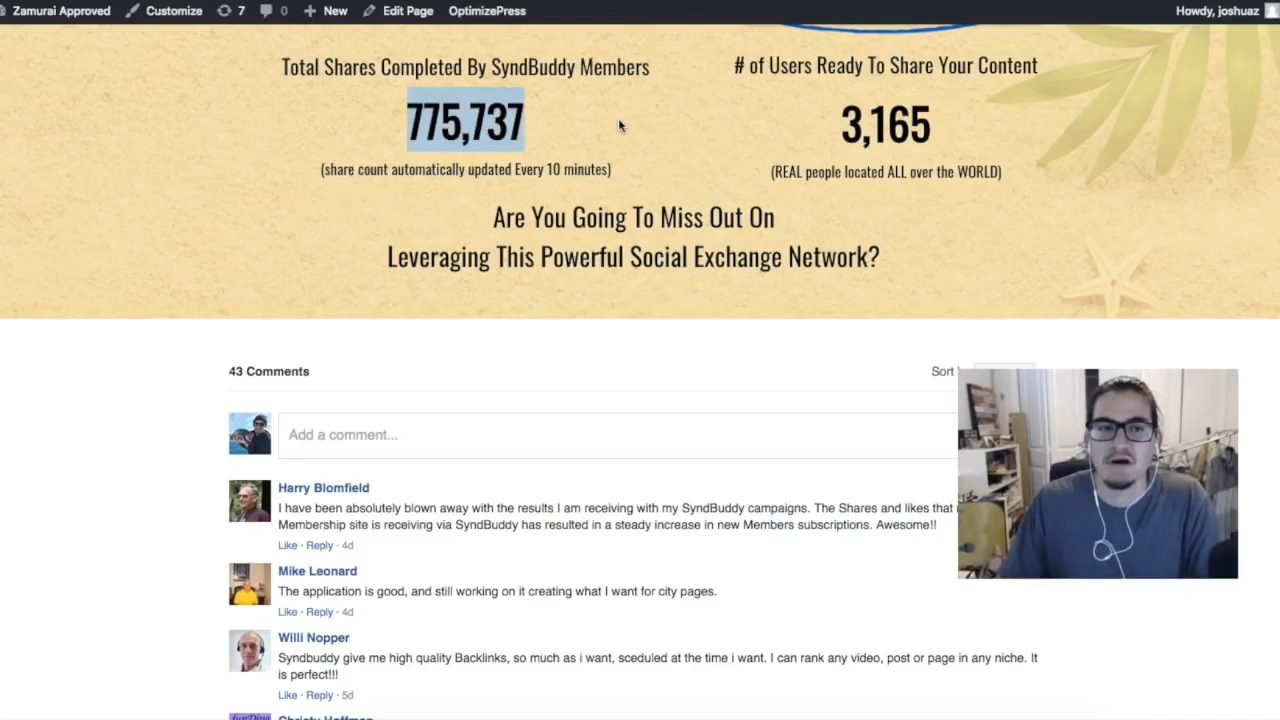 Zamurai Approved Customize 7 0 New Edit Page OptimizePress Howdy, joshuaz
Total Shares Completed By SyndBuddy Members
# of Users Ready To Share Your Content
775,737
3,165
(share count automatically updated Every 10 minutes)
(REAL people located ALL over the WORLD)
Are You Going To Miss Out On
Leveraging This Powerful Social Exchange Network?
43 Comments
Sort
Add a comment...
Harry Blomfield
I have been absolutely blown away with the results I am receiving with my SyndBuddy campaigns. The Shares and likes that
Membership site is receiving via SyndBuddy has resulted in a steady increase in new Members subscriptions. Awesome!!
Like · Reply · 4d
Mike Leonard
The application is good, and still working on it creating what I want for city pages.
Like · Reply · 4d
Willi Nopper
Syndbuddy give me high quality Backlinks, so much as i want, sceduled at the time i want. I can rank any video, post or page in any niche. It
is perfect!!!
Like · Reply · 5d